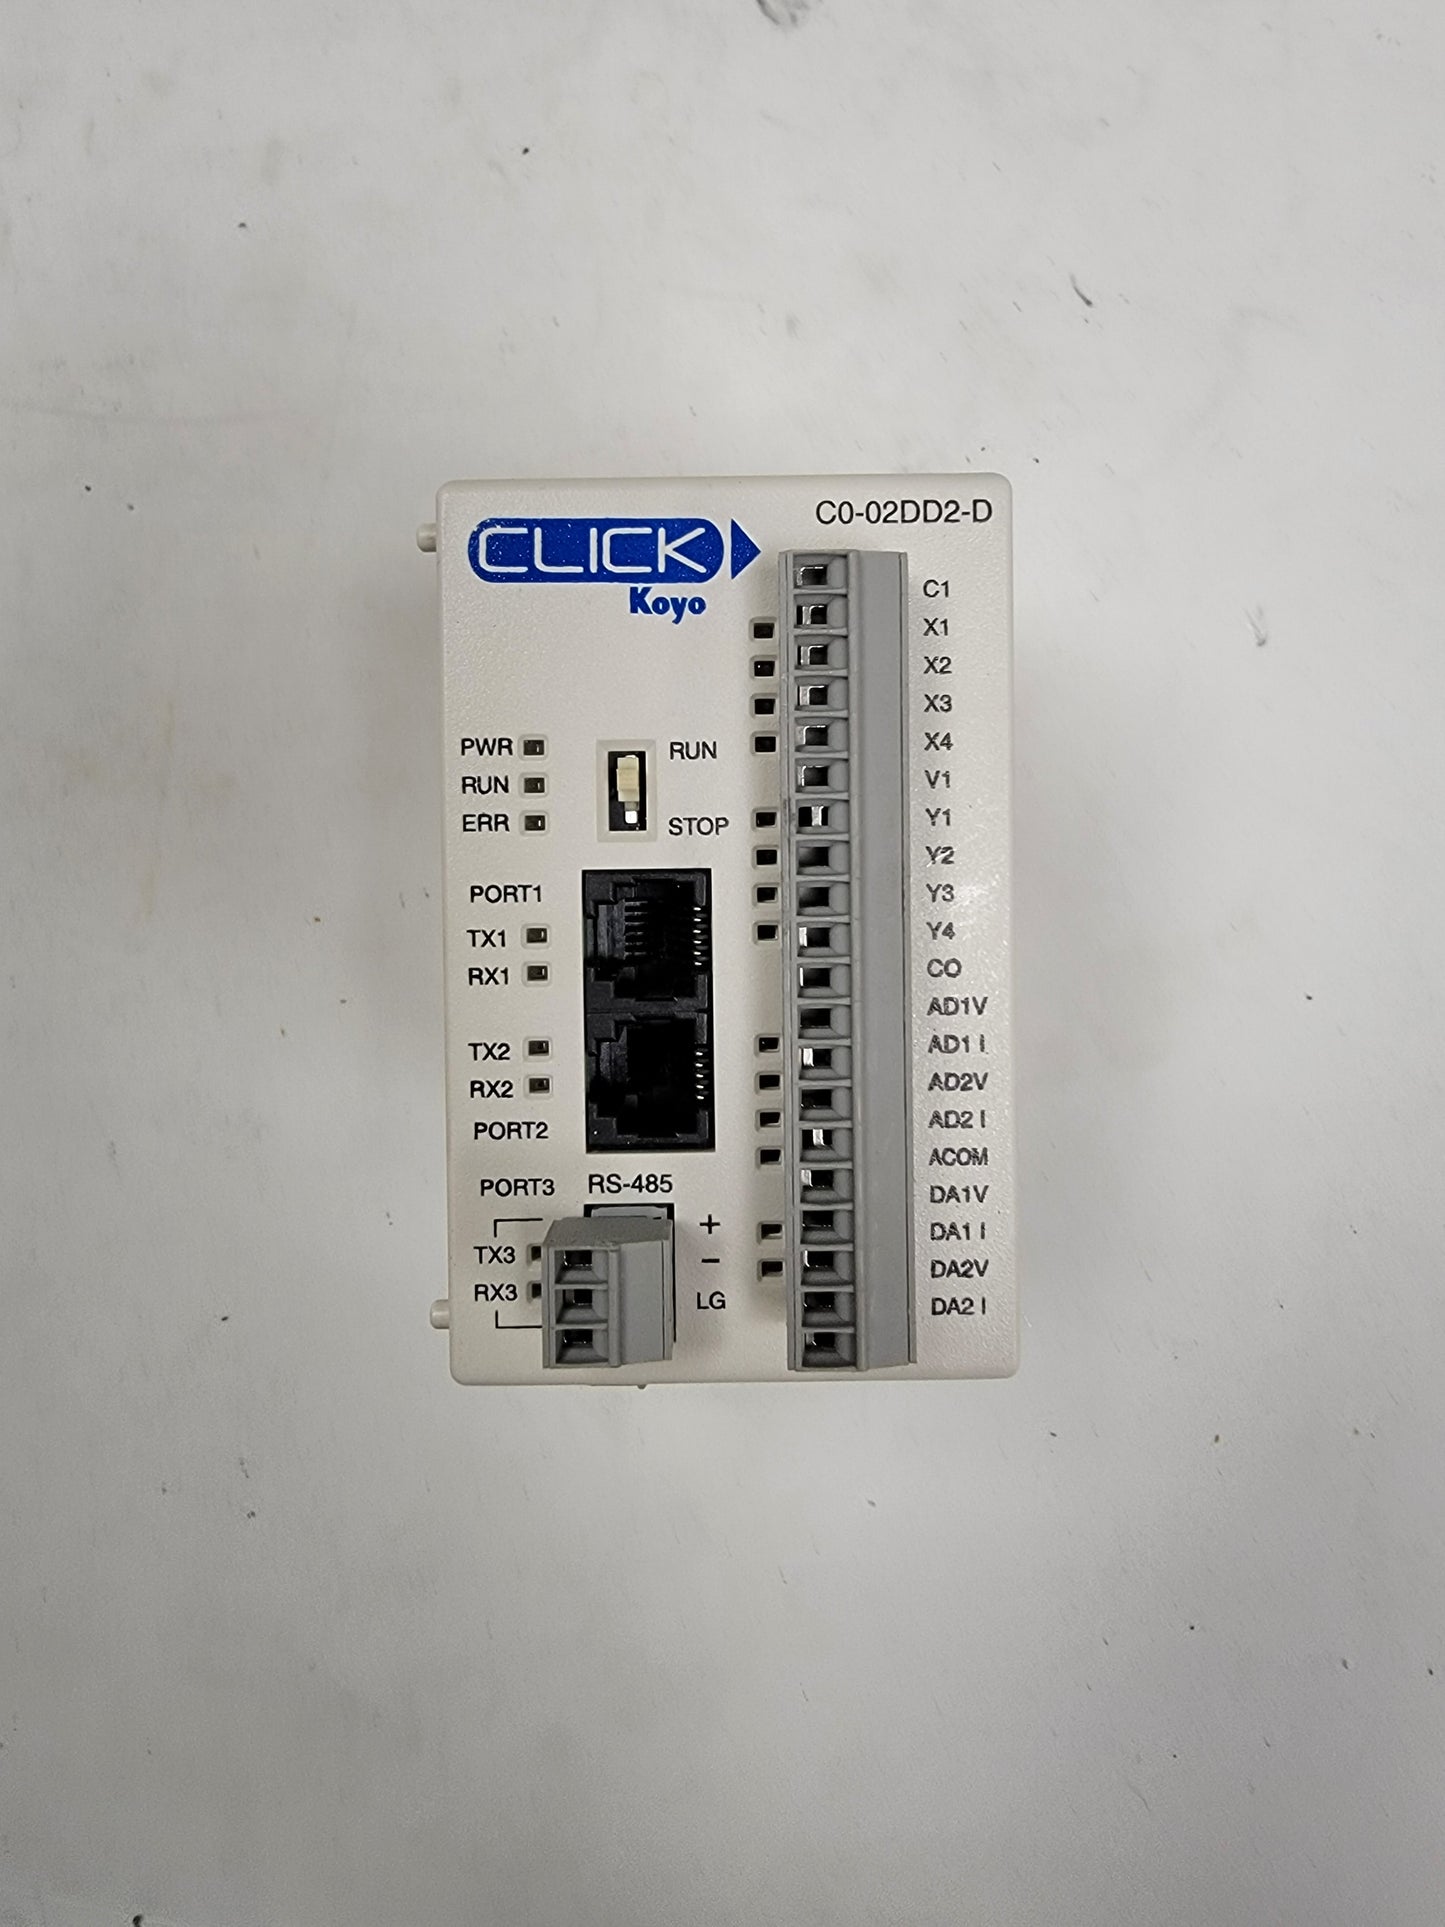 C0-02DD2-D
CLICK
Koyo
C1
X1
X2
X3
X4
V1
Y1
Y2
Y3
Y4
C0
AD1V
AD1 I
AD2V
AD2 I
ACOM
DA1V
DA1 I
DA2V
DA2 I
PWR
RUN
ERR
RUN
STOP
PORT1
TX1
RX1
TX2
RX2
PORT2
PORT3 RS-485
TX3
RX3
+
−
LG